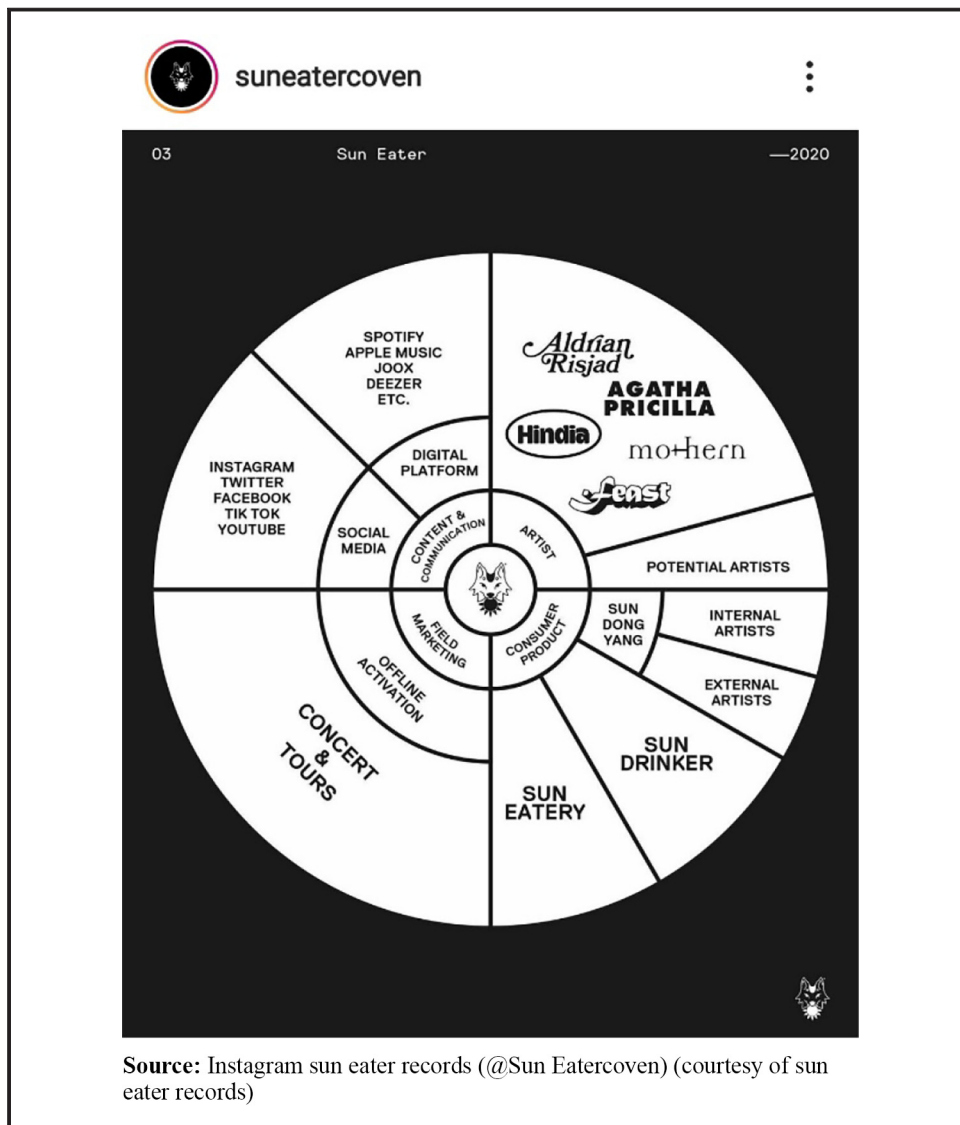 suneatercoven
03 Sun Eater —2020
SPOTIFY
APPLE MUSIC
JOOX
DEEZER
ETC.
DIGITAL
PLATFORM
INSTAGRAM
TWITTER
FACEBOOK
TIK TOK
YOUTUBE
SOCIAL
MEDIA
CONTENT &
COMMUNICATION
ARTIST
Aldrian
Risjad
AGATHA
PRICILLA
Hindia
mothern
.feast
POTENTIAL ARTISTS
CONSUMER
PRODUCT
SUN
DONG
YANG
INTERNAL
ARTISTS
EXTERNAL
ARTISTS
SUN
DRINKER
SUN
EATERY
FIELD
MARKETING
OFFLINE
ACTIVATION
CONCERT
&
TOURS
Source: Instagram sun eater records (@Sun Eatercoven) (courtesy of sun
eater records)